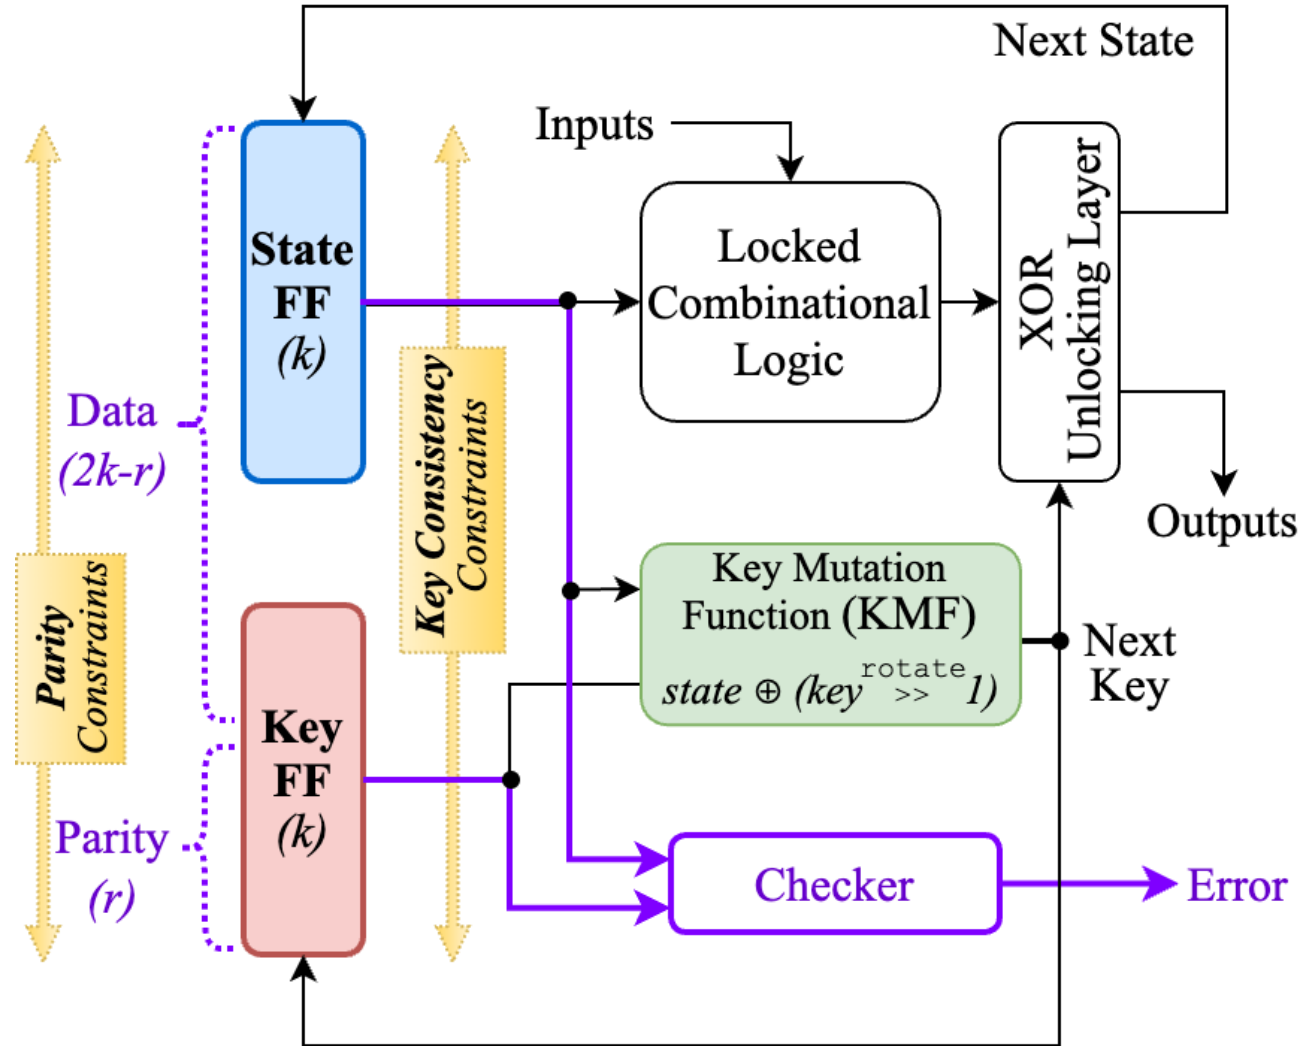 Next State
Inputs
State
FF
(k)
Locked
Combinational
Logic
XOR
Unlocking Layer
Data
(2k-r)
Key Consistency
Constraints
Outputs
Parity
Constraints
Key Mutation
Function (KMF)
state ⊕ (key rotate >> 1)
Next
Key
Key
FF
(k)
Parity
(r)
Checker
Error